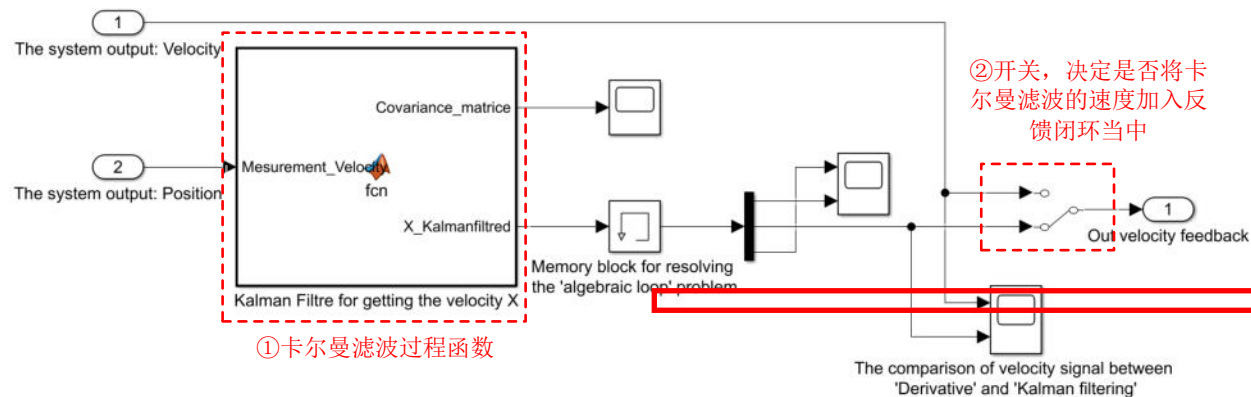 1
The system output: Velocity
2
The system output: Position
Covariance_matrice
Mesurement_Velocity
fcn
X_Kalmanfiltred
Kalman Filtre for getting the velocity X
①卡尔曼滤波过程函数
Memory block for resolving
the 'algebraic loop' problem
②开关，决定是否将卡
尔曼滤波的速度加入反
馈闭环当中
1
Out velocity feedback
The comparison of velocity signal between
'Derivative' and 'Kalman filtering'